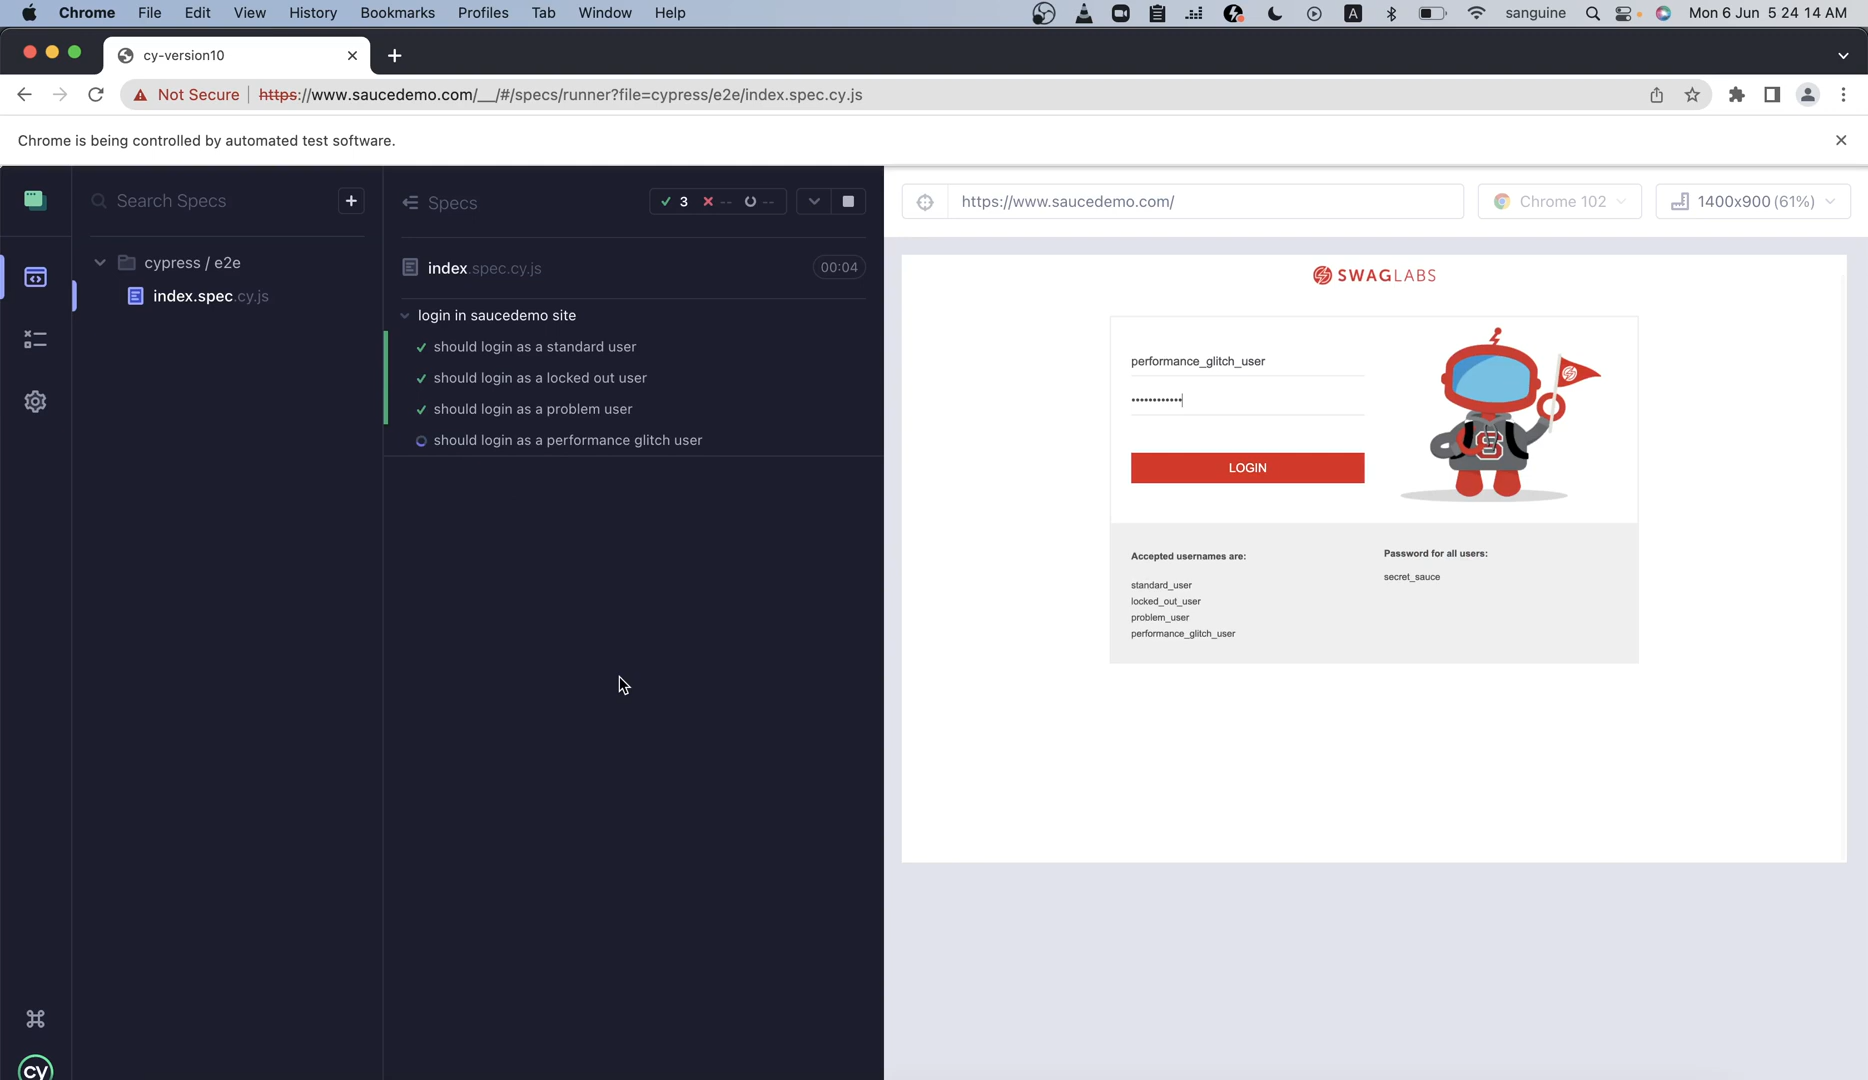 Chrome File Edit View History Bookmarks Profiles Tab Window Help A sanguine Mon 6 Jun 5 24 14 AM
cy-version10
Not Secure https://www.saucedemo.com/__/#/specs/runner?file=cypress/e2e/index.spec.cy.js
Chrome is being controlled by automated test software.
Search Specs
cypress / e2e
index.spec.cy.js
Specs 3 -- --
index.spec.cy.js 00:04
login in saucedemo site
should login as a standard user
should login as a locked out user
should login as a problem user
should login as a performance glitch user
cy
https://www.saucedemo.com/ Chrome 102 1400x900 (61%)
SWAGLABS
performance_glitch_user
••••••••••••
LOGIN
S
Accepted usernames are:
standard_user
locked_out_user
problem_user
performance_glitch_user
Password for all users:
secret_sauce